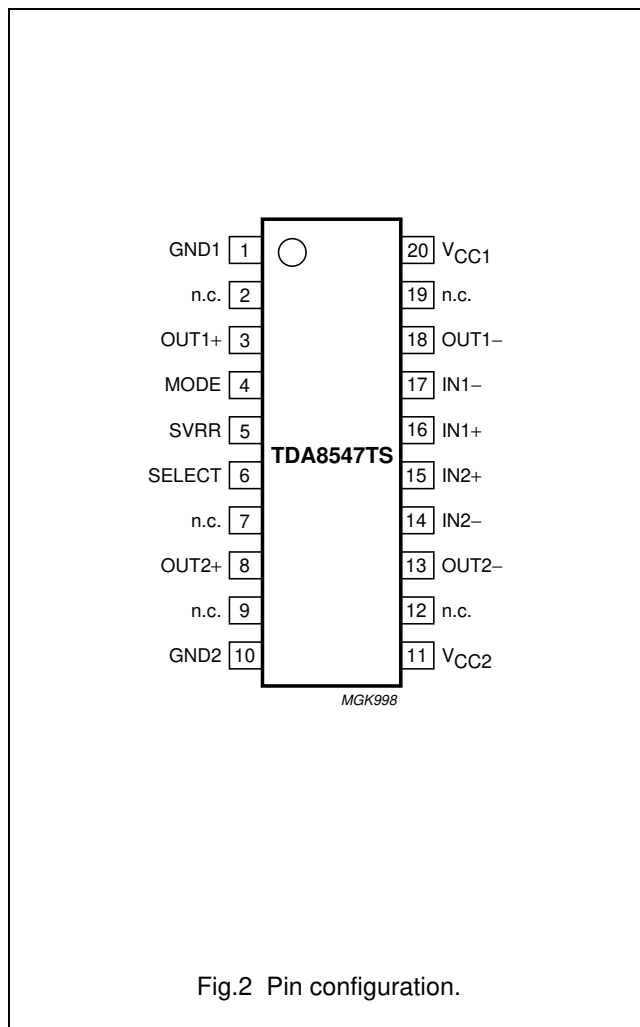 GND1 1 20 VCC1
n.c. 2 19 n.c.
OUT1+ 3 18 OUT1−
MODE 4 17 IN1−
SVRR 5 16 IN1+
TDA8547TS
SELECT 6 15 IN2+
n.c. 7 14 IN2−
OUT2+ 8 13 OUT2−
n.c. 9 12 n.c.
GND2 10 11 VCC2
MGK998
Fig.2 Pin configuration.